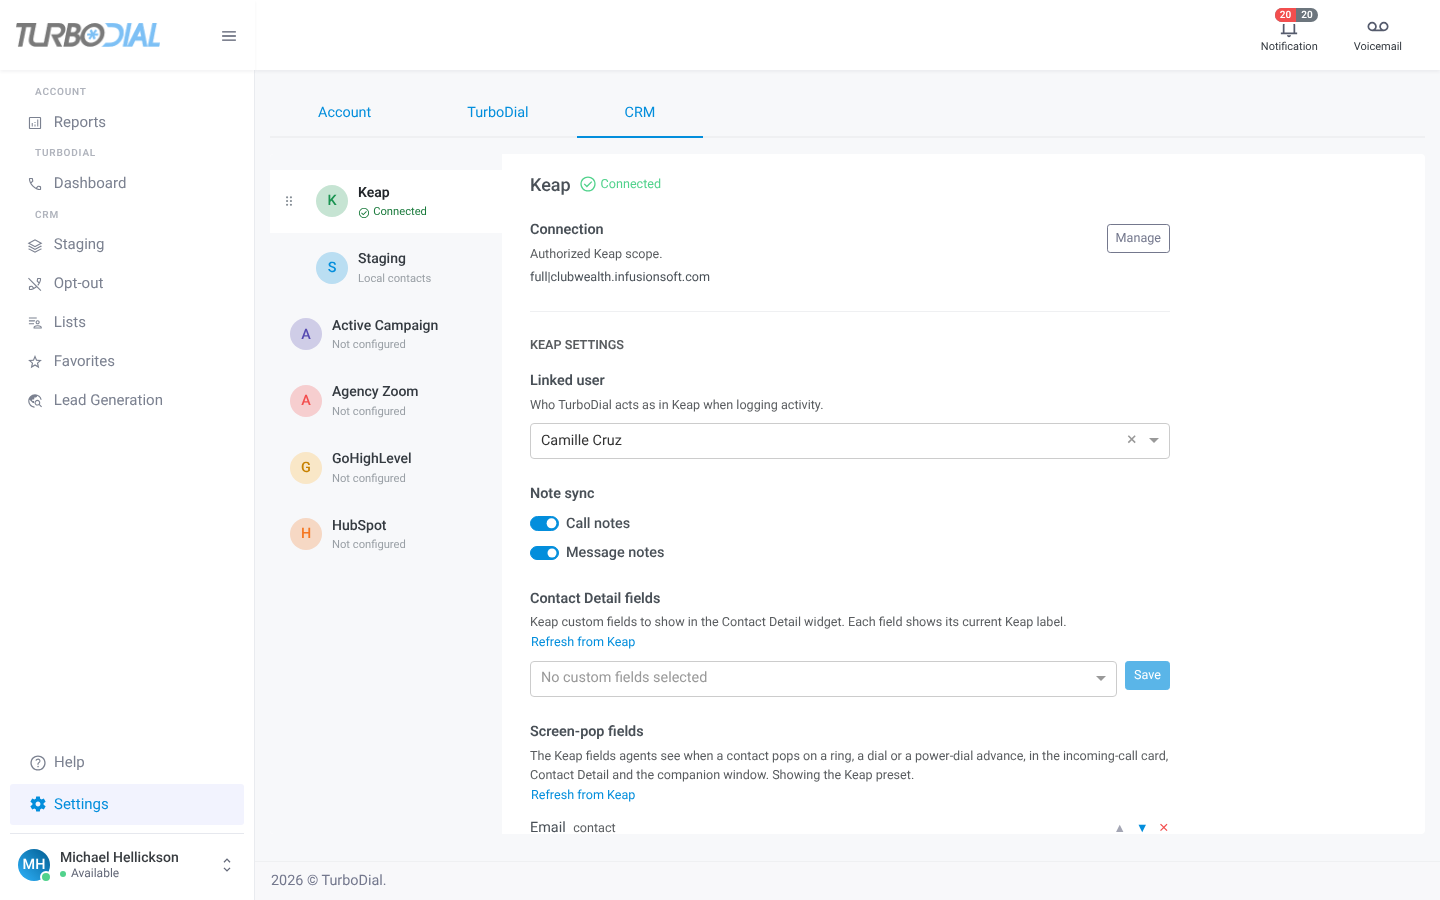 TURBODIAL
20 20
Notification
Voicemail
ACCOUNT
Reports
TURBODIAL
Dashboard
CRM
Staging
Opt-out
Lists
Favorites
Lead Generation
Help
Settings
MH
Michael Hellickson
Available
Account
TurboDial
CRM
K
Keap
Connected
S
Staging
Local contacts
A
Active Campaign
Not configured
A
Agency Zoom
Not configured
G
GoHighLevel
Not configured
H
HubSpot
Not configured
Keap Connected
Connection
Authorized Keap scope.
full|clubwealth.infusionsoft.com
Manage
KEAP SETTINGS
Linked user
Who TurboDial acts as in Keap when logging activity.
Camille Cruz
Note sync
Call notes
Message notes
Contact Detail fields
Keap custom fields to show in the Contact Detail widget. Each field shows its current Keap label.
Refresh from Keap
No custom fields selected
Save
Screen-pop fields
The Keap fields agents see when a contact pops on a ring, a dial or a power-dial advance, in the incoming-call card,
Contact Detail and the companion window. Showing the Keap preset.
Refresh from Keap
Email contact
2026 © TurboDial.